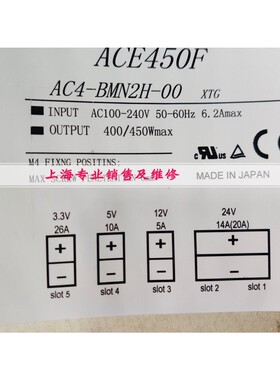 ACE450F
AC4-BMN2H-00 XTG
INPUT AC100-240V 50-60Hz 6.2Amax
OUTPUT 400/450Wmax
M4 FIXNG POSITINS:
上海专业销售及维修
c UL US
MADE IN JAPAN
3.3V 5V 12V 24V
26A 10A 5A 14A(20A)
+ + + +
− − − −
slot 5 slot 4 slot 3 slot 2 slot 1